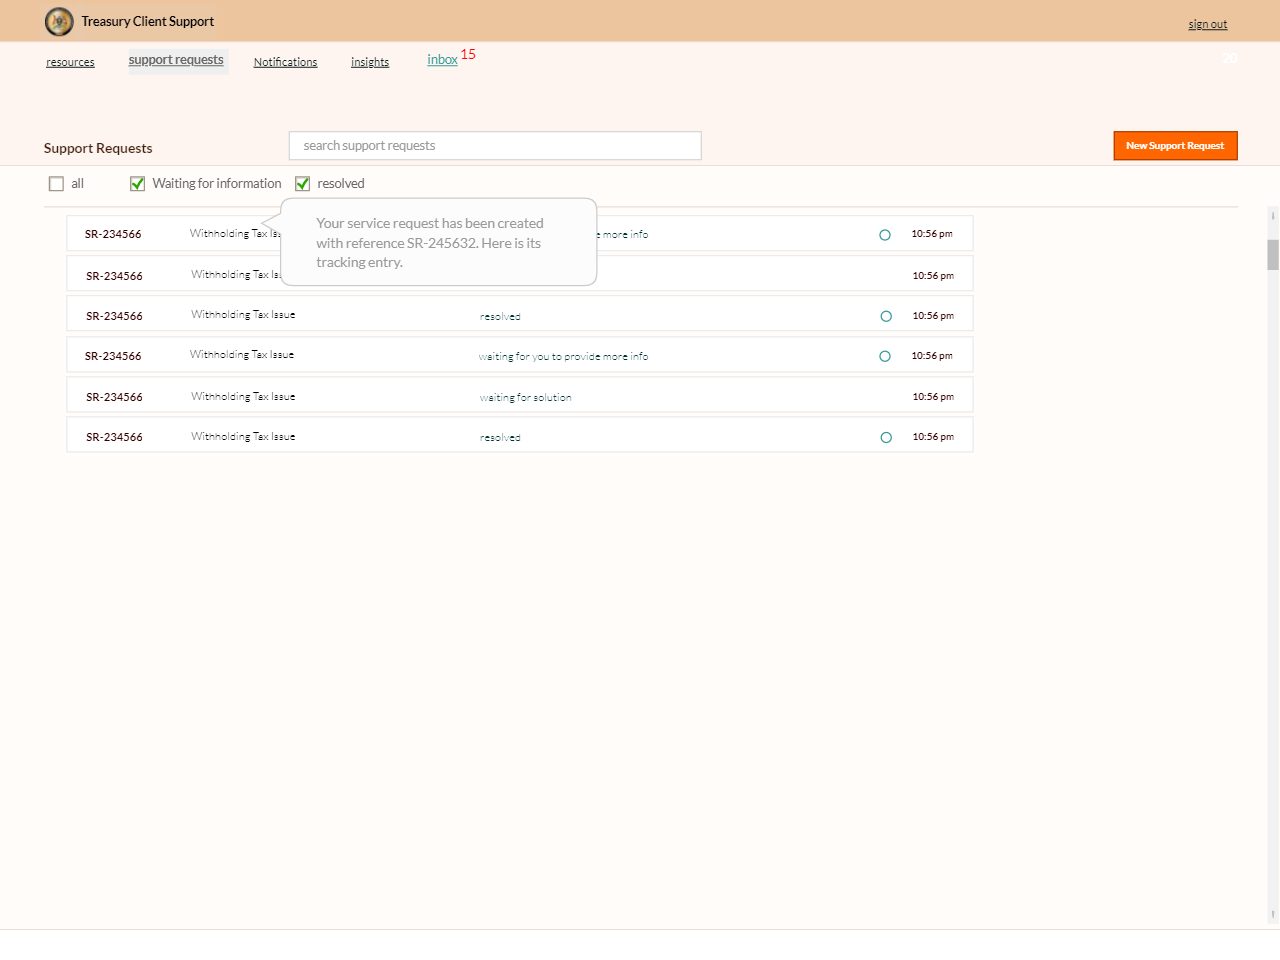 Treasury Client Support
sign out
resources
support requests
Notifications
insights
inbox 15
20
Support Requests
search support requests
New Support Request
all
Waiting for information
resolved
Your service request has been created
with reference SR-245632. Here is its
tracking entry.
SR-234566 Withholding Tax more info 10:56 pm
SR-234566 Withholding Tax 10:56 pm
SR-234566 Withholding Tax Issue resolved 10:56 pm
SR-234566 Withholding Tax Issue waiting for you to provide more info 10:56 pm
SR-234566 Withholding Tax Issue waiting for solution 10:56 pm
SR-234566 Withholding Tax Issue resolved 10:56 pm